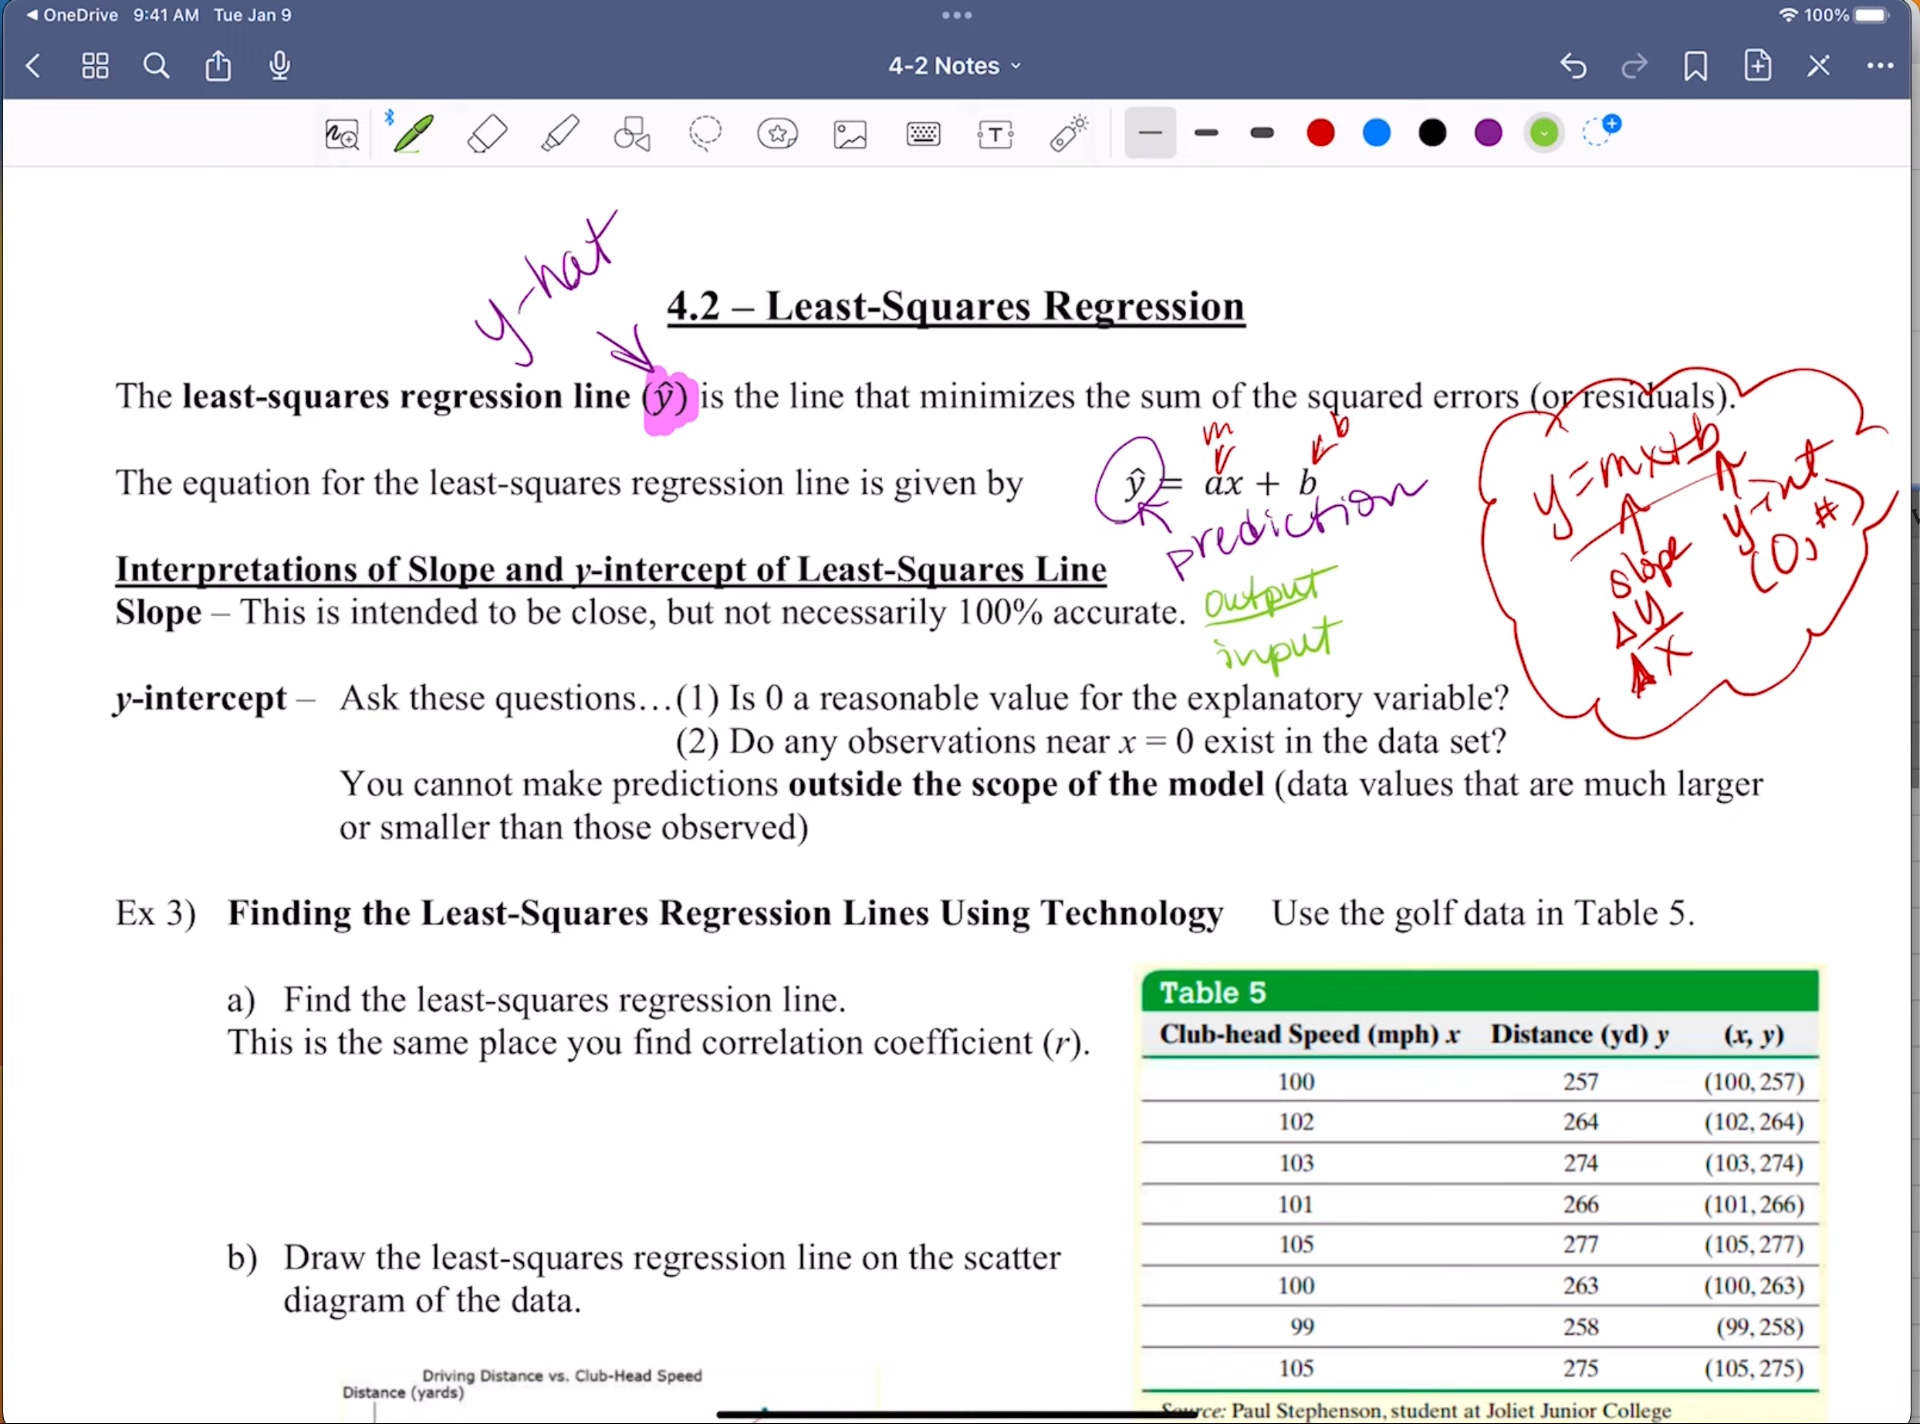 OneDrive 9:41 AM Tue Jan 9 100%
4-2 Notes
T
y-hat
4.2 – Least-Squares Regression
The least-squares regression line (ŷ) is the line that minimizes the sum of the squared errors (or residuals).
m b
The equation for the least-squares regression line is given by ŷ = ax + b
prediction
y = mx + b
slope
Δy
Δx
y-int
(0, #)
Interpretations of Slope and y-intercept of Least-Squares Line
Slope – This is intended to be close, but not necessarily 100% accurate.
output
input
y-intercept – Ask these questions…(1) Is 0 a reasonable value for the explanatory variable?
(2) Do any observations near x = 0 exist in the data set?
You cannot make predictions outside the scope of the model (data values that are much larger
or smaller than those observed)
Ex 3) Finding the Least-Squares Regression Lines Using Technology Use the golf data in Table 5.
a) Find the least-squares regression line.
This is the same place you find correlation coefficient (r).
b) Draw the least-squares regression line on the scatter
diagram of the data.
Driving Distance vs. Club-Head Speed
Distance (yards)
Table 5
Club-head Speed (mph) x Distance (yd) y (x, y)
100 257 (100, 257)
102 264 (102, 264)
103 274 (103, 274)
101 266 (101, 266)
105 277 (105, 277)
100 263 (100, 263)
99 258 (99, 258)
105 275 (105, 275)
Source: Paul Stephenson, student at Joliet Junior College